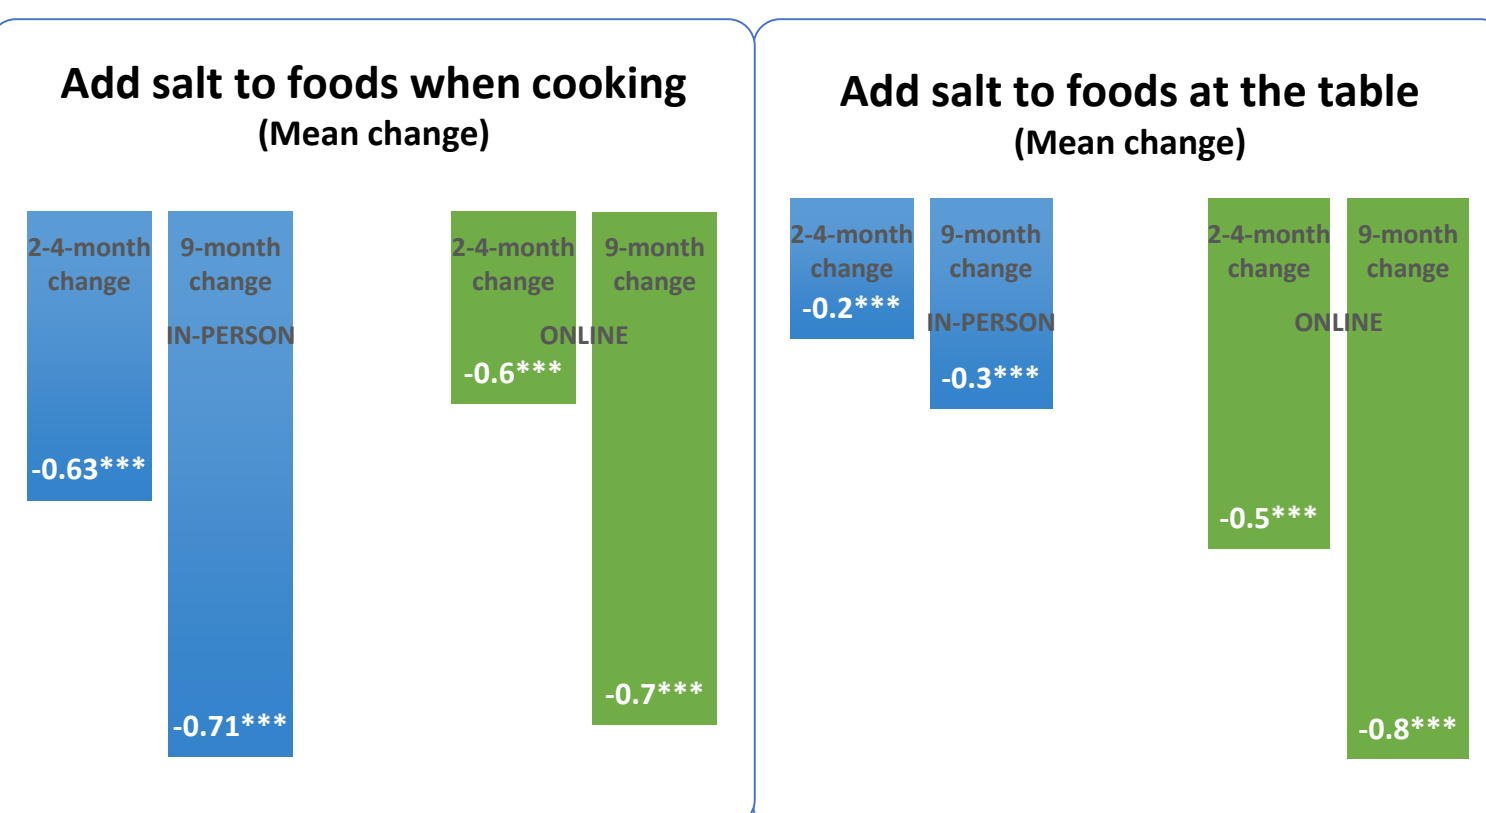 Add salt to foods when cooking
(Mean change)
2-4-month
change
-0.63***
9-month
change
IN-PERSON
-0.71***
2-4-month
change
-0.6***
9-month
change
ONLINE
-0.7***
Add salt to foods at the table
(Mean change)
2-4-month
change
-0.2***
9-month
change
IN-PERSON
-0.3***
2-4-month
change
-0.5***
9-month
change
ONLINE
-0.8***